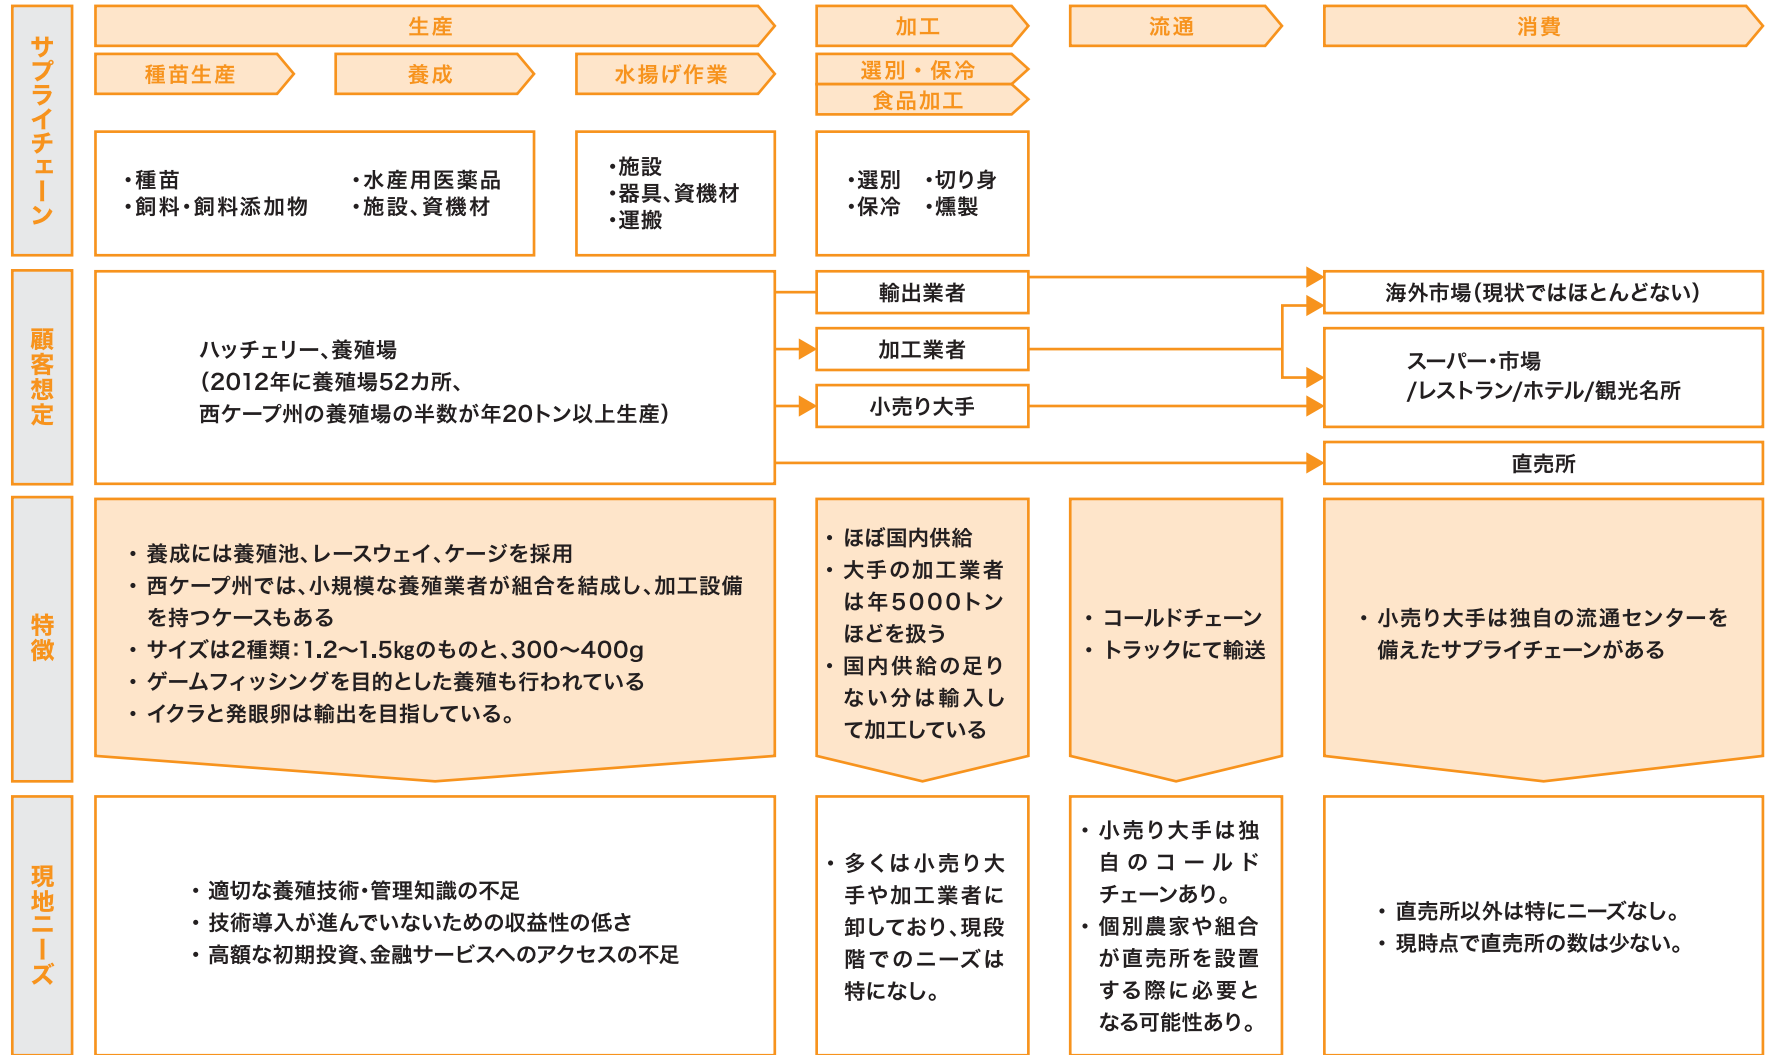 サプライチェーン
生産
加工
流通
消費
種苗生産
養成
水揚げ作業
選別・保冷
食品加工
・種苗
・飼料・飼料添加物
・水産用医薬品
・施設、資機材
・施設
・器具、資機材
・運搬
・選別
・保冷
・切り身
・燻製
顧客想定
ハッチェリー、養殖場
（2012年に養殖場52カ所、
西ケープ州の養殖場の半数が年20トン以上生産）
輸出業者
加工業者
小売り大手
海外市場（現状ではほとんどない）
スーパー・市場
/レストラン/ホテル/観光名所
直売所
特徴
・ 養成には養殖池、レースウェイ、ケージを採用
・ 西ケープ州では、小規模な養殖業者が組合を結成し、加工設備
を持つケースもある
・ サイズは2種類：1.2〜1.5kgのものと、300〜400g
・ ゲームフィッシングを目的とした養殖も行われている
・ イクラと発眼卵は輸出を目指している。
・ ほぼ国内供給
・ 大手の加工業者
は年5000トン
ほどを扱う
・ 国内供給の足り
ない分は輸入し
て加工している
・ コールドチェーン
・ トラックにて輸送
・ 小売り大手は独自の流通センターを
備えたサプライチェーンがある
現地ニーズ
・ 適切な養殖技術・管理知識の不足
・ 技術導入が進んでいないための収益性の低さ
・ 高額な初期投資、金融サービスへのアクセスの不足
・ 多くは小売り大
手や加工業者に
卸しており、現段
階でのニーズは
特になし。
・ 小売り大手は独
自のコールド
チェーンあり。
・ 個別農家や組合
が直売所を設置
する際に必要と
なる可能性あり。
・ 直売所以外は特にニーズなし。
・ 現時点で直売所の数は少ない。